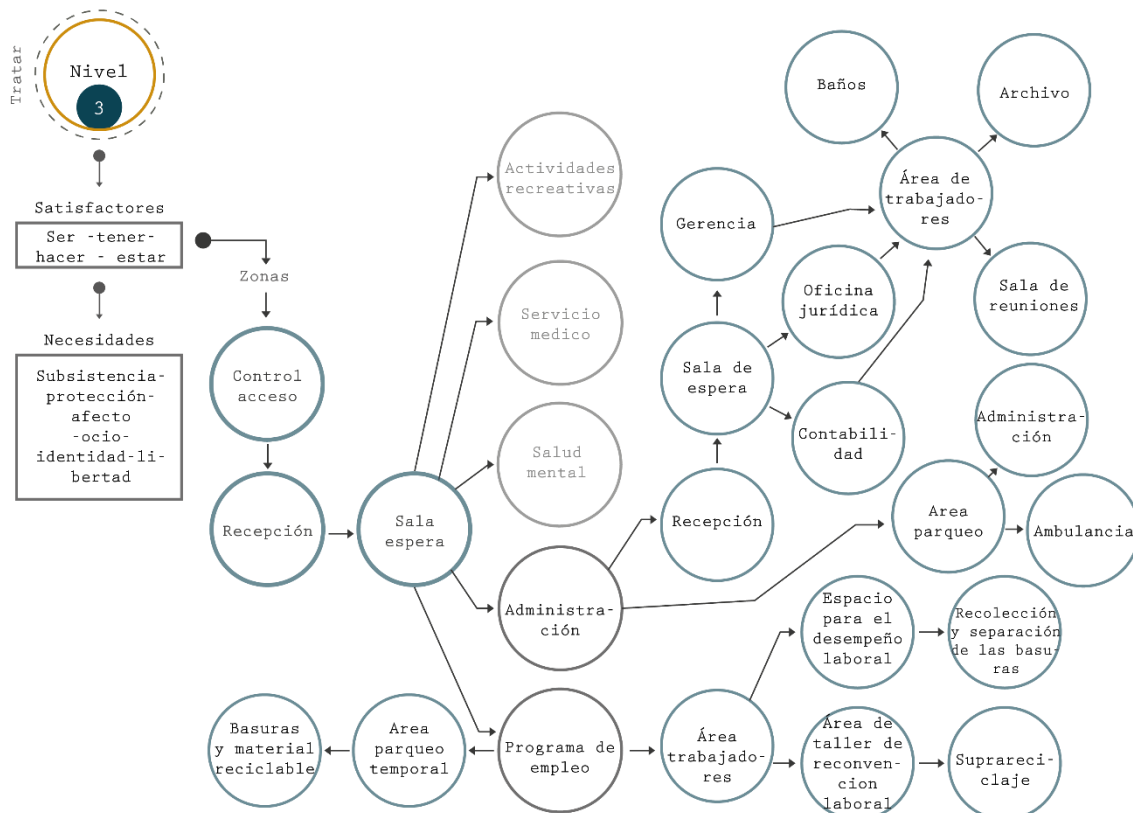 Tratar
Nivel
3
Satisfactores
Ser -tener-
hacer - estar
Zonas
Necesidades
Subsistencia-
protección-
afecto
-ocio-
identidad-li-
bertad
Control
acceso
Recepción
Sala
espera
Actividades
recreativas
Servicio
medico
Salud
mental
Administra-
ción
Programa de
empleo
Area
parqueo
temporal
Basuras
y material
reciclable
Recepción
Sala de
espera
Gerencia
Oficina
jurídica
Contabili-
dad
Área de
trabajado-
res
Baños
Archivo
Sala de
reuniones
Area
parqueo
Administra-
ción
Ambulancia
Área
trabajado-
res
Espacio
para el
desempeño
laboral
Recolección
y separación
de las basu-
ras
Área de
taller de
reconven-
cion
laboral
Suprareci-
claje